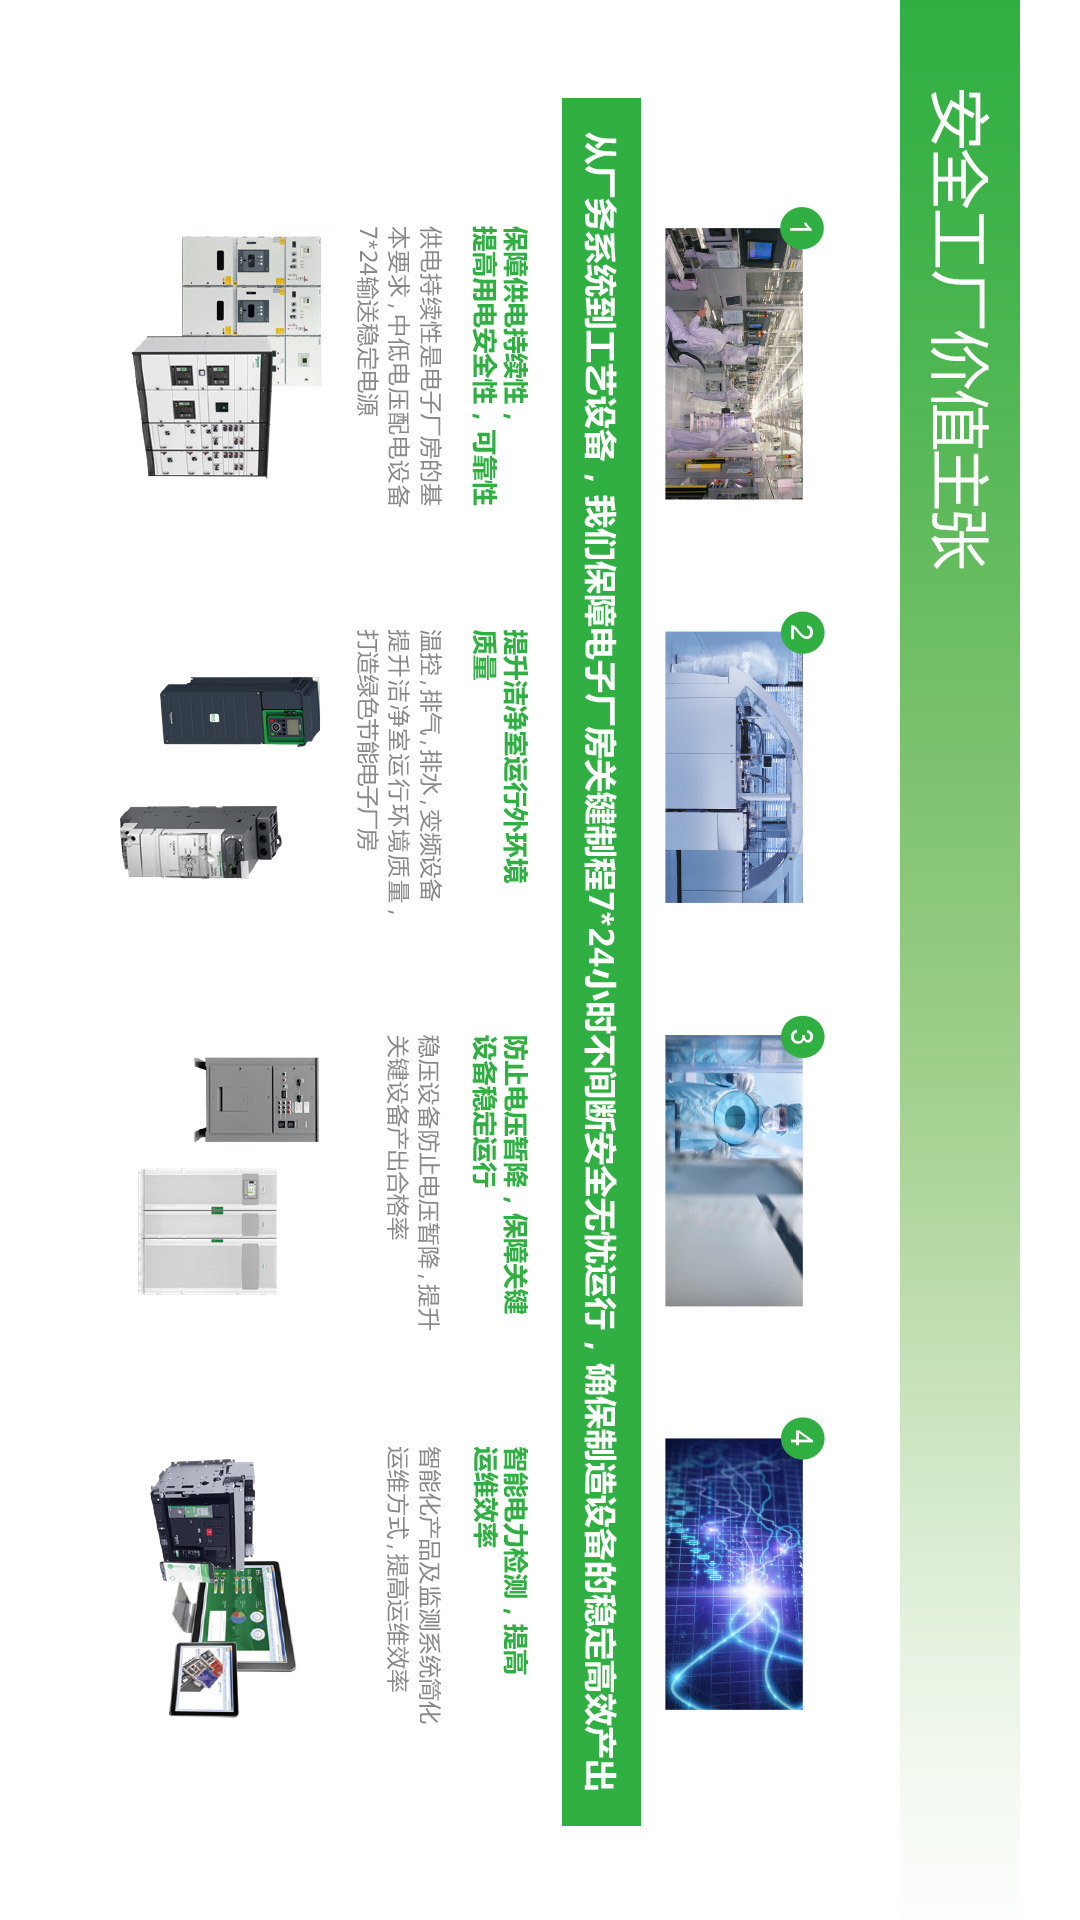 安全工厂价值主张
1
2
3
4
从厂务系统到工艺设备，我们保障电子厂房关键制程7*24小时不间断安全无忧运行，确保制造设备的稳定高效产出
保障供电持续性，
提高用电安全性，可靠性
供电持续性是电子厂房的基
本要求,中低电压配电设备
7*24输送稳定电源
提升洁净室运行外环境
质量
温控,排气,排水,变频设备
提升洁净室运行环境质量，
打造绿色节能电子厂房
防止电压暂降，保障关键
设备稳定运行
稳压设备防止电压暂降,提升
关键设备产出合格率
智能电力检测，提高
运维效率
智能化产品及监测系统简化
运维方式,提高运维效率